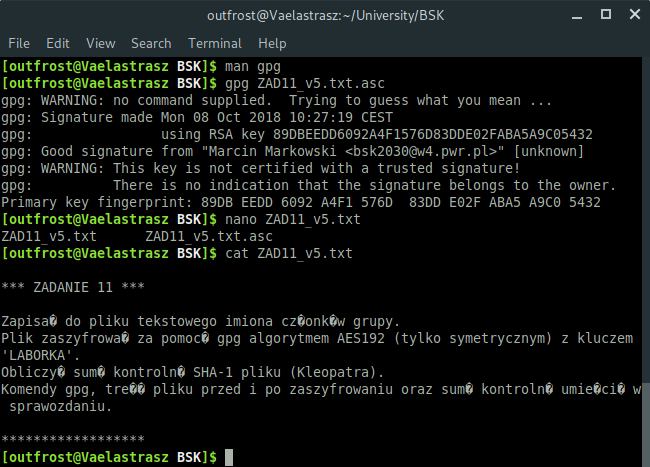 outfrost@Vaelastrasz:~/University/BSK
File Edit View Search Terminal Help
[outfrost@Vaelastrasz BSK]$ man gpg
[outfrost@Vaelastrasz BSK]$ gpg ZAD11_v5.txt.asc
gpg: WARNING: no command supplied.  Trying to guess what you mean ...
gpg: Signature made Mon 08 Oct 2018 10:27:19 CEST
gpg:                using RSA key 89DBEEDD6092A4F1576D83DDE02FABA5A9C05432
gpg: Good signature from "Marcin Markowski <bsk2030@w4.pwr.pl>" [unknown]
gpg: WARNING: This key is not certified with a trusted signature!
gpg:          There is no indication that the signature belongs to the owner.
Primary key fingerprint: 89DB EEDD 6092 A4F1 576D  83DD E02F ABA5 A9C0 5432
[outfrost@Vaelastrasz BSK]$ nano ZAD11_v5.txt
ZAD11_v5.txt      ZAD11_v5.txt.asc
[outfrost@Vaelastrasz BSK]$ cat ZAD11_v5.txt
*** ZADANIE 11 ***
Zapisa� do pliku tekstowego imiona cz�onk�w grupy.
Plik zaszyfrowa� za pomoc� gpg algorytmem AES192 (tylko symetrycznym) z kluczem
'LABORKA'.
Obliczy� sum� kontroln� SHA-1 pliku (Kleopatra).
Komendy gpg, tre�� pliku przed i po zaszyfrowaniu oraz sum� kontroln� umie�ci� w
sprawozdaniu.
******************
[outfrost@Vaelastrasz BSK]$